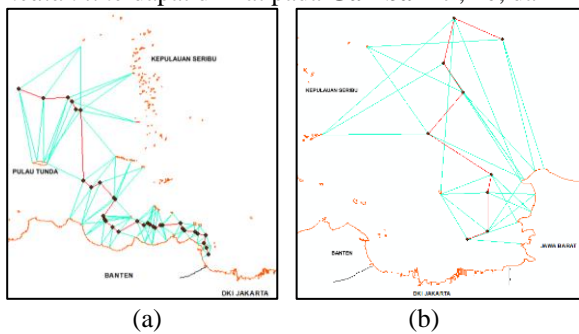 KEPULAUAN SERIBU
PULAU TUNDA
BANTEN
DKI JAKARTA
(a)
KEPULAUAN SERIBU
JAWA BARAT
BANTEN
DKI JAKARTA
(b)